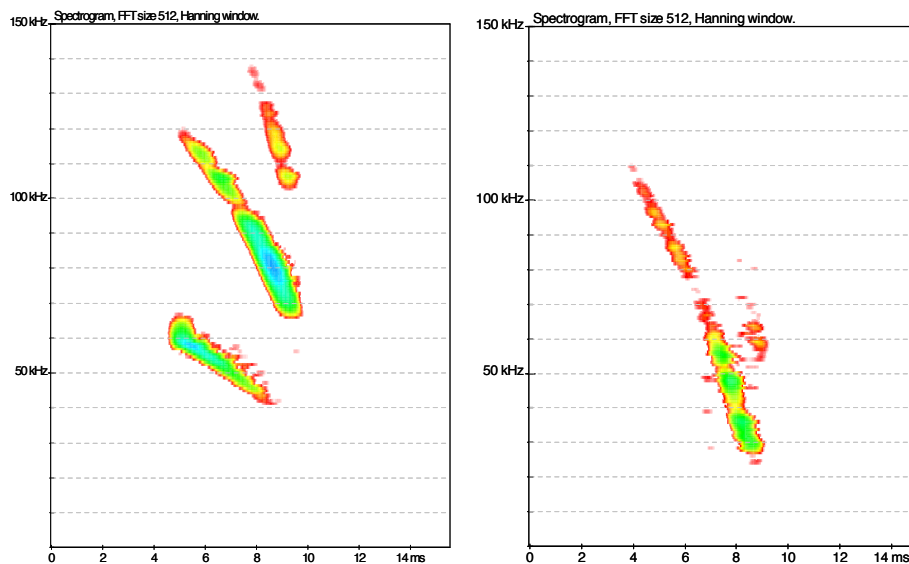 Spectrogram, FFT size 512, Hanning window.
150 kHz
100 kHz
50 kHz
0 2 4 6 8 10 12 14 ms
Spectrogram, FFT size 512, Hanning window.
150 kHz
100 kHz
50 kHz
0 2 4 6 8 10 12 14 ms